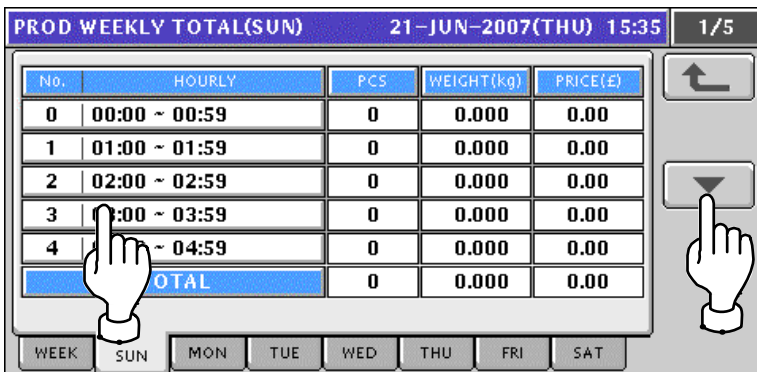 PROD WEEKLY TOTAL(SUN) 21-JUN-2007(THU) 15:35 1/5
No. HOURLY PCS WEIGHT(kg) PRICE(£)
0 00:00 ~ 00:59 0 0.000 0.00
1 01:00 ~ 01:59 0 0.000 0.00
2 02:00 ~ 02:59 0 0.000 0.00
3 ~ 03:59 0 0.000 0.00
4 ~ 04:59 0 0.000 0.00
0 0.000 0.00
WEEK SUN MON TUE WED THU FRI SAT